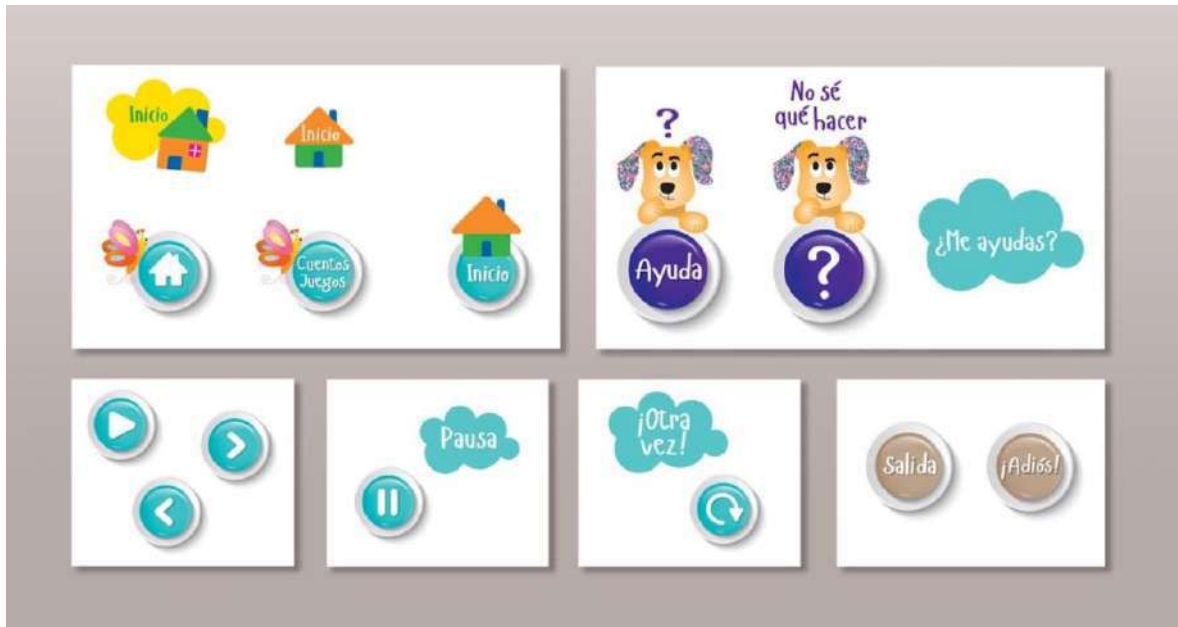 Inicio
Inicio
Cuentos
Juegos
Inicio
?
No sé
qué hacer
Ayuda
?
¿Me ayudas?
Pausa
¡Otra
vez!
Salida
¡Adiós!